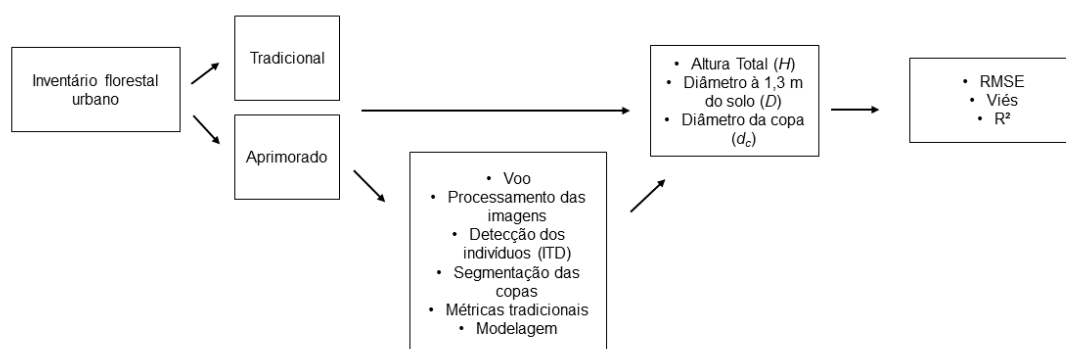 Inventário florestal
urbano
Tradicional
Aprimorado
• Voo
• Processamento das
imagens
• Detecção dos
indivíduos (ITD)
• Segmentação das
copas
• Métricas tradicionais
• Modelagem
• Altura Total (H)
• Diâmetro à 1,3 m
do solo (D)
• Diâmetro da copa
(dc)
• RMSE
• Viés
• R²